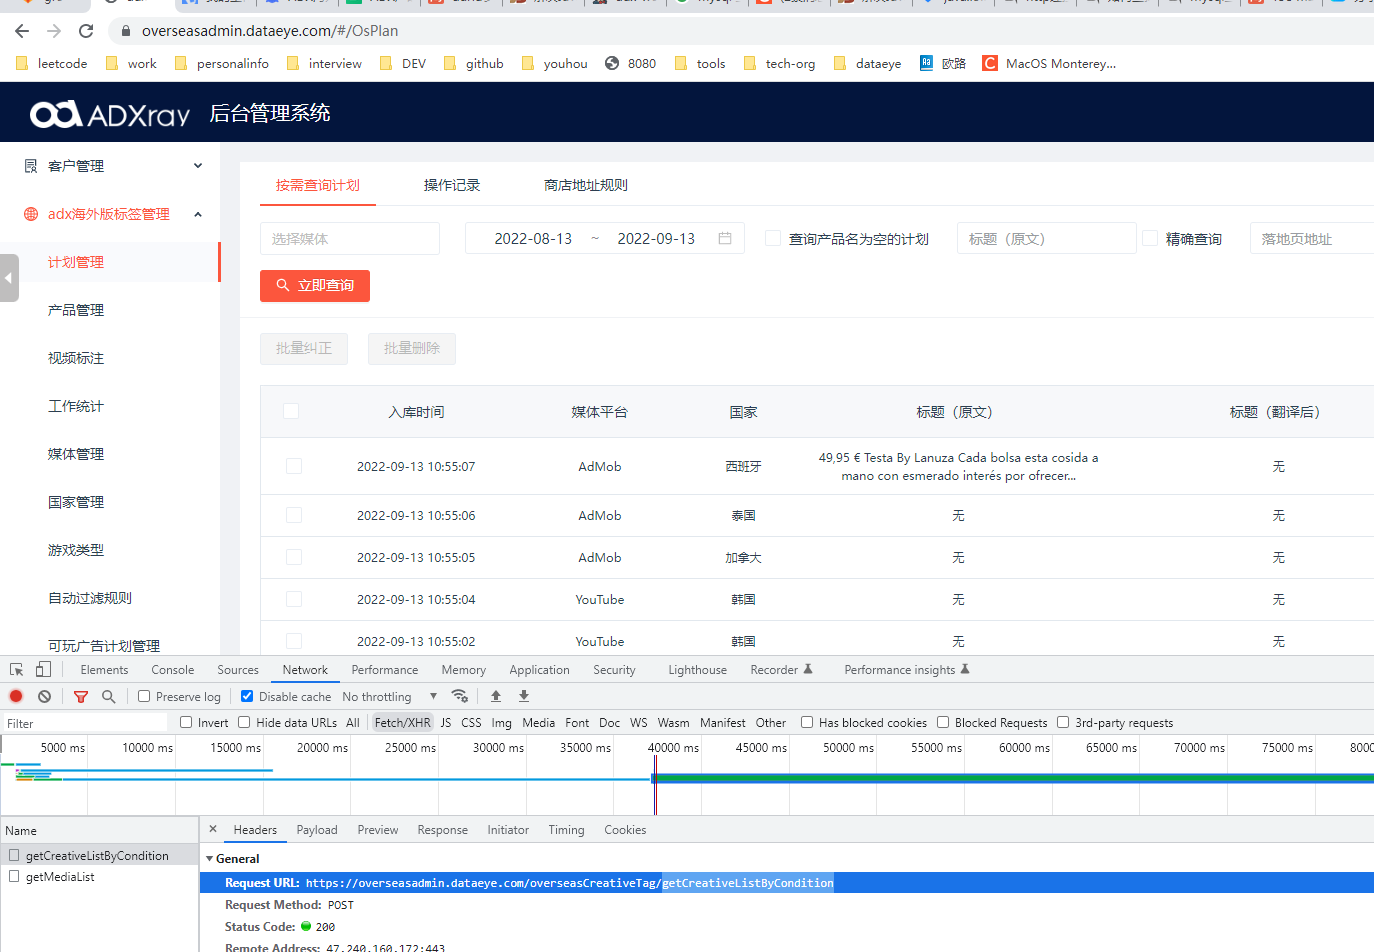 overseasadmin.dataeye.com/#/OsPlan
leetcode work personalinfo interview DEV github youhou 8080 tools tech-org dataeye 欧路 MacOS Monterey...
ADXray 后台管理系统
客户管理
adx海外版标签管理
计划管理
产品管理
视频标注
工作统计
媒体管理
国家管理
游戏类型
自动过滤规则
可玩广告计划管理
按需查询计划 操作记录 商店地址规则
选择媒体 2022-08-13 ~ 2022-09-13 查询产品名为空的计划 标题（原文） 精确查询 落地页地址
立即查询
批量纠正 批量删除
入库时间 媒体平台 国家 标题（原文） 标题（翻译后）
2022-09-13 10:55:07 AdMob 西班牙 49,95 € Testa By Lanuza Cada bolsa esta cosida a
mano con esmerado interés por ofrecer... 无
2022-09-13 10:55:06 AdMob 泰国 无 无
2022-09-13 10:55:05 AdMob 加拿大 无 无
2022-09-13 10:55:04 YouTube 韩国 无 无
2022-09-13 10:55:02 YouTube 韩国 无 无
Elements Console Sources Network Performance Memory Application Security Lighthouse Recorder Performance insights
Preserve log Disable cache No throttling
Filter Invert Hide data URLs All Fetch/XHR JS CSS Img Media Font Doc WS Wasm Manifest Other Has blocked cookies Blocked Requests 3rd-party requests
5000 ms 10000 ms 15000 ms 20000 ms 25000 ms 30000 ms 35000 ms 40000 ms 45000 ms 50000 ms 55000 ms 60000 ms 65000 ms 70000 ms 75000 ms 8000
Name
getCreativeListByCondition
getMediaList
× Headers Payload Preview Response Initiator Timing Cookies
General
Request URL: https://overseasadmin.dataeye.com/overseasCreativeTag/getCreativeListByCondition
Request Method: POST
Status Code: 200
Remote Address: 47.240.160.172:443